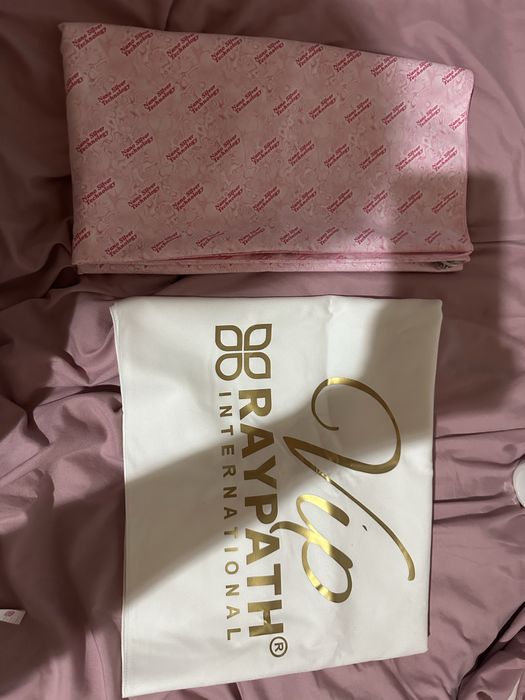 Nano Silver
Technology
Vip
RAYPATH®
INTERNATIONAL